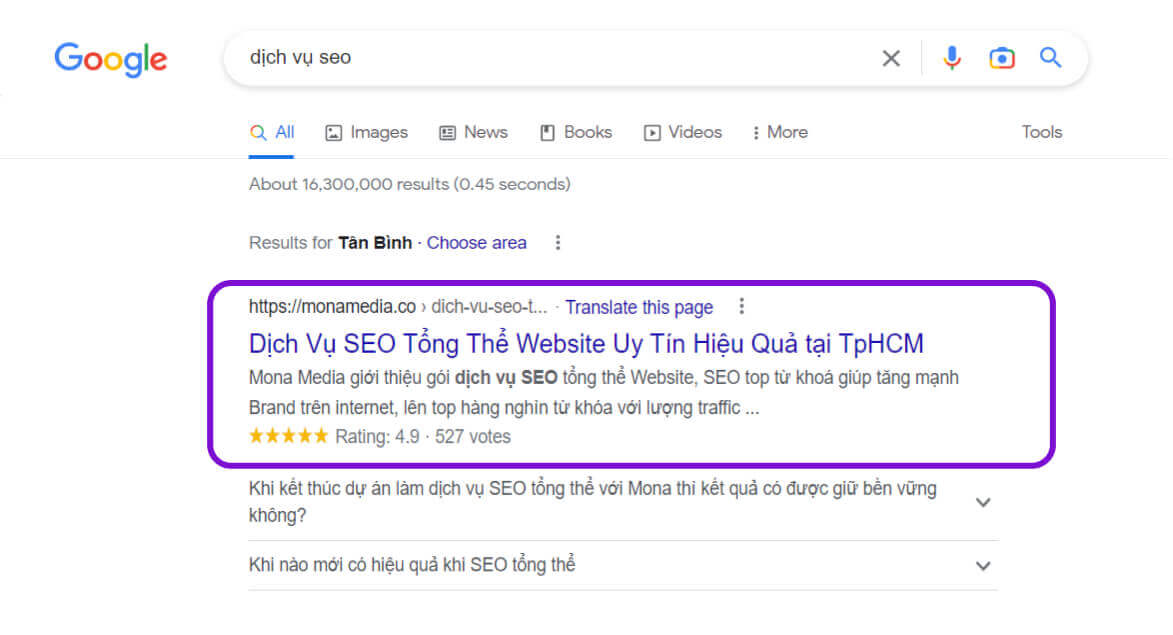 Google
dịch vụ seo
All Images News Books Videos More Tools
About 16,300,000 results (0.45 seconds)
Results for Tân Bình · Choose area
https://monamedia.co › dich-vu-seo-t... · Translate this page
Dịch Vụ SEO Tổng Thể Website Uy Tín Hiệu Quả tại TpHCM
Mona Media giới thiệu gói dịch vụ SEO tổng thể Website, SEO top từ khoá giúp tăng mạnh
Brand trên internet, lên top hàng nghìn từ khóa với lượng traffic ...
Rating: 4.9 · 527 votes
Khi kết thúc dự án làm dịch vụ SEO tổng thể với Mona thì kết quả có được giữ bền vững
không?
Khi nào mới có hiệu quả khi SEO tổng thể